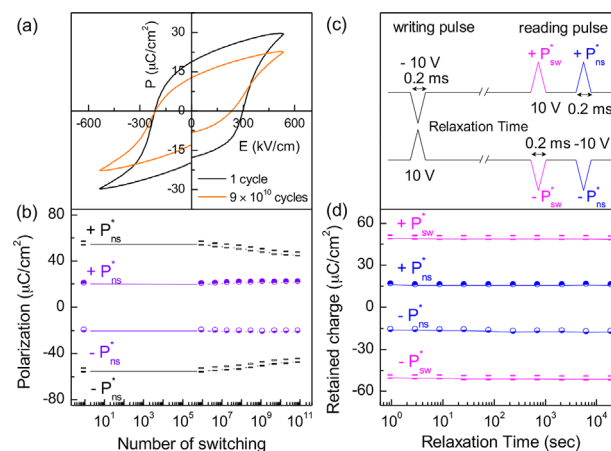 (a)
P (μC/cm²)
30
15
-15
-30
-600
-300
300
600
E (kV/cm)
1 cycle
9 × 10¹⁰ cycles
(c)
writing pulse
reading pulse
- 10 V
0.2 ms
+ P*sw
+ P*ns
10 V
0.2 ms
Relaxation Time
0.2 ms
-10 V
10 V
- P*sw
- P*ns
(b)
Polarization (μC/cm²)
80
40
0
-40
-80
+ P*ns
+ P*ns
- P*ns
- P*ns
10¹ 10³ 10⁵ 10⁷ 10⁹ 10¹¹
Number of switching
(d)
Retained charge (μC/cm²)
60
30
0
-30
-60
+ P*sw
+ P*ns
- P*ns
- P*sw
10⁰ 10¹ 10² 10³ 10⁴
Relaxation Time (sec)